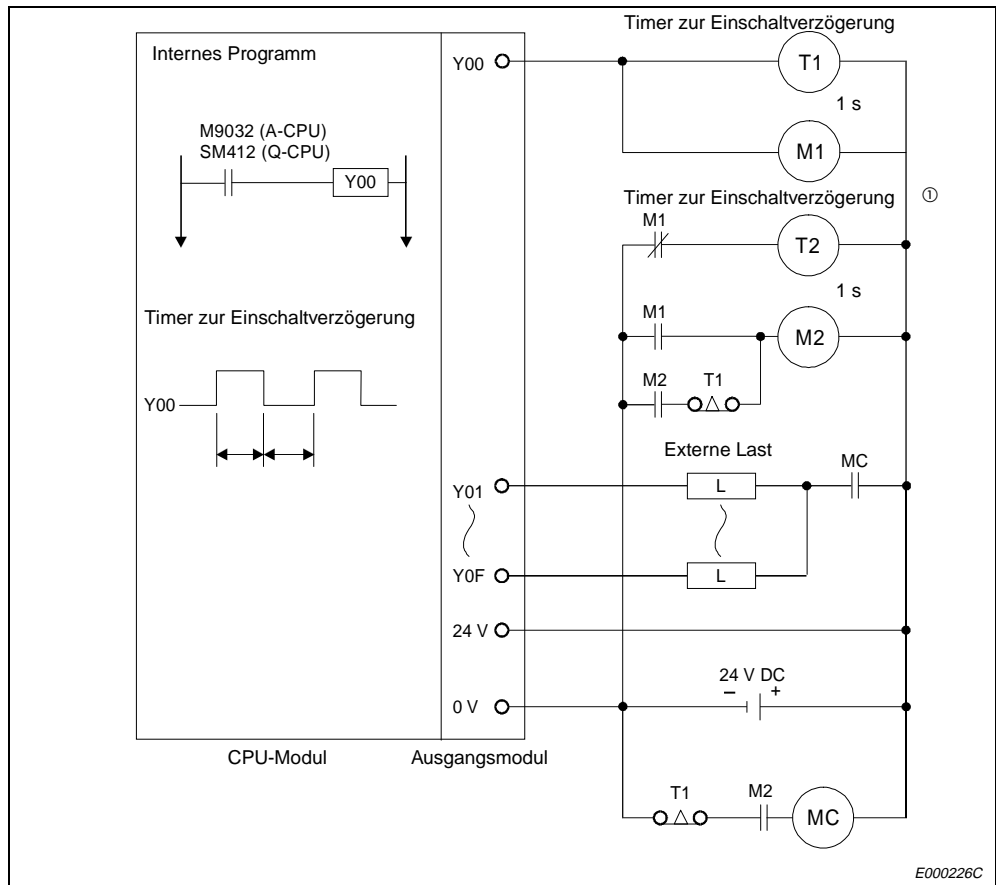 Timer zur Einschaltverzögerung
Internes Programm
Y00
T1
1 s
M9032 (A-CPU)
SM412 (Q-CPU)
Y00
M1
Timer zur Einschaltverzögerung
①
M1
T2
1 s
Timer zur Einschaltverzögerung
M1
M2
Y00
M2 T1
Externe Last
MC
Y01
L
Y0F
L
24 V
24 V DC
– +
0 V
CPU-Modul
Ausgangsmodul
T1
M2
MC
E000226C